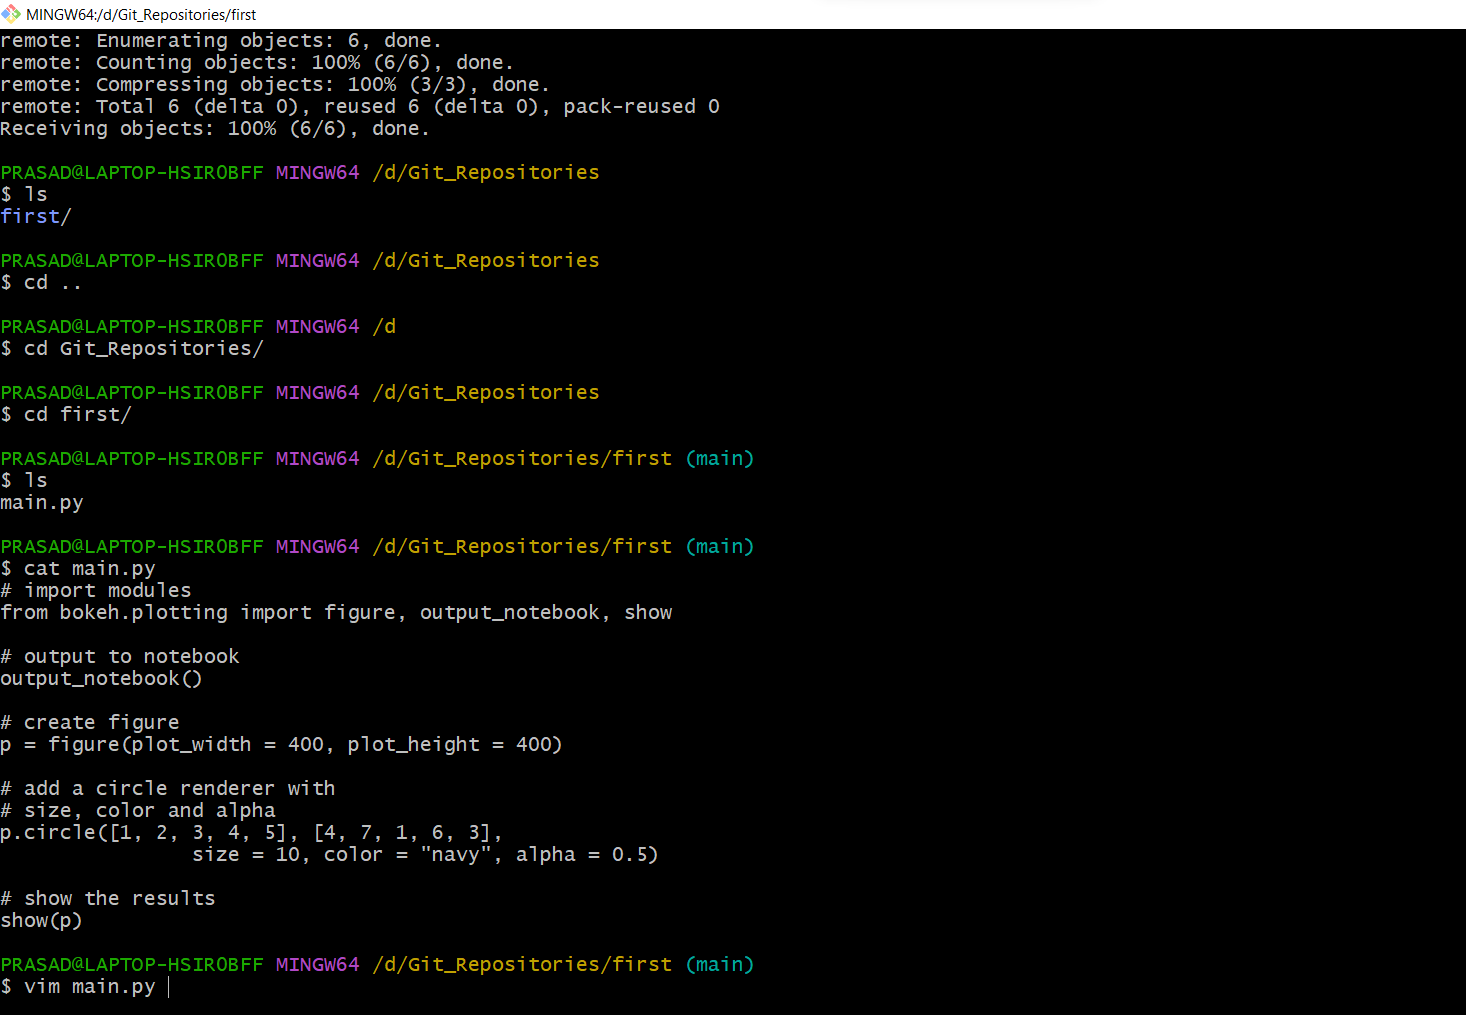 MINGW64:/d/Git_Repositories/first
remote: Enumerating objects: 6, done.
remote: Counting objects: 100% (6/6), done.
remote: Compressing objects: 100% (3/3), done.
remote: Total 6 (delta 0), reused 6 (delta 0), pack-reused 0
Receiving objects: 100% (6/6), done.

PRASAD@LAPTOP-HSIR0BFF MINGW64 /d/Git_Repositories
$ ls
first/

PRASAD@LAPTOP-HSIR0BFF MINGW64 /d/Git_Repositories
$ cd ..

PRASAD@LAPTOP-HSIR0BFF MINGW64 /d
$ cd Git_Repositories/

PRASAD@LAPTOP-HSIR0BFF MINGW64 /d/Git_Repositories
$ cd first/

PRASAD@LAPTOP-HSIR0BFF MINGW64 /d/Git_Repositories/first (main)
$ ls
main.py

PRASAD@LAPTOP-HSIR0BFF MINGW64 /d/Git_Repositories/first (main)
$ cat main.py
# import modules
from bokeh.plotting import figure, output_notebook, show

# output to notebook
output_notebook()

# create figure
p = figure(plot_width = 400, plot_height = 400)

# add a circle renderer with
# size, color and alpha
p.circle([1, 2, 3, 4, 5], [4, 7, 1, 6, 3],
                size = 10, color = "navy", alpha = 0.5)

# show the results
show(p)

PRASAD@LAPTOP-HSIR0BFF MINGW64 /d/Git_Repositories/first (main)
$ vim main.py